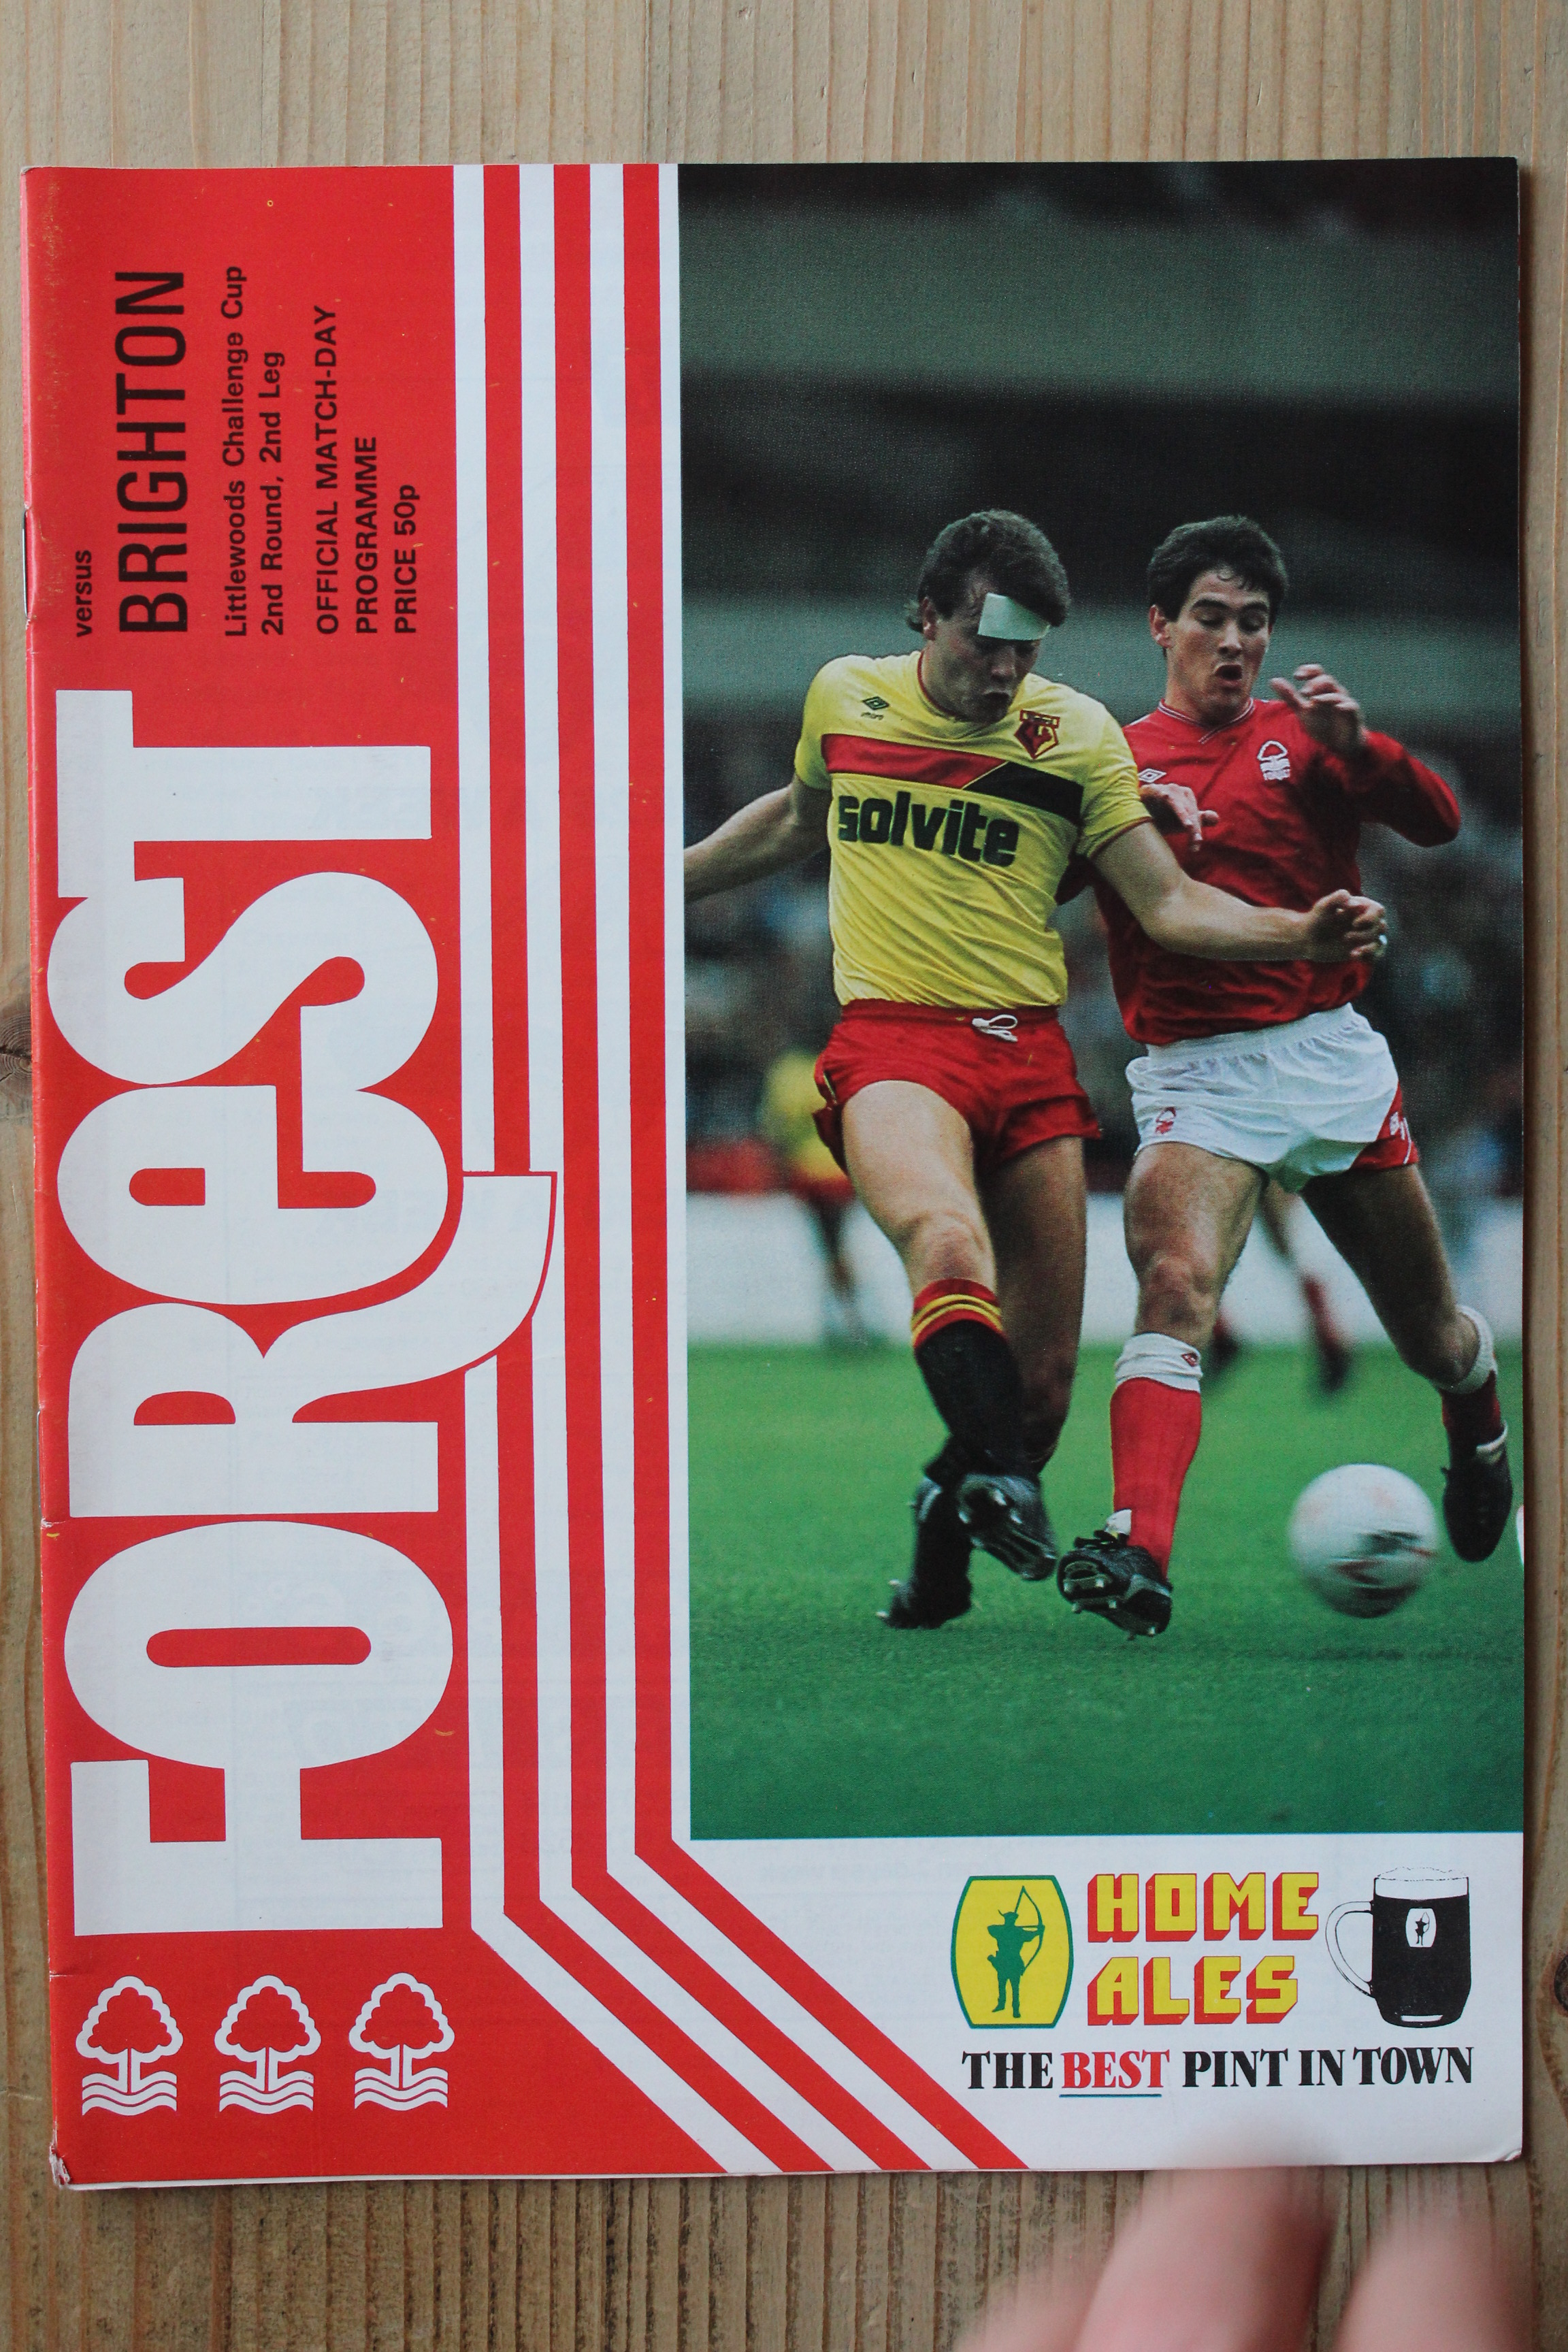 FOREST
versus
BRIGHTON
Littlewoods Challenge Cup
2nd Round, 2nd Leg
OFFICIAL MATCH-DAY
PROGRAMME
PRICE 50p
solvite
HOME
ALES
THE BEST PINT IN TOWN